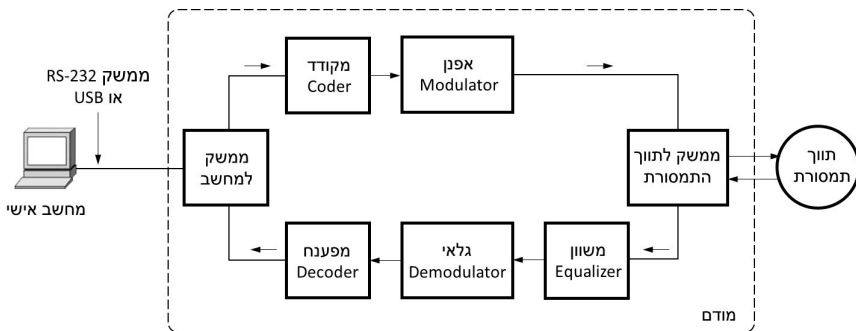 ממשק RS-232
או USB
מחשב אישי
ממשק
למחשב
מקודד
Coder
אפנן
Modulator
ממשק לתווך
התמסורת
תווך
תמסורת
משוון
Equalizer
גלאי
Demodulator
מפענח
Decoder
מודם